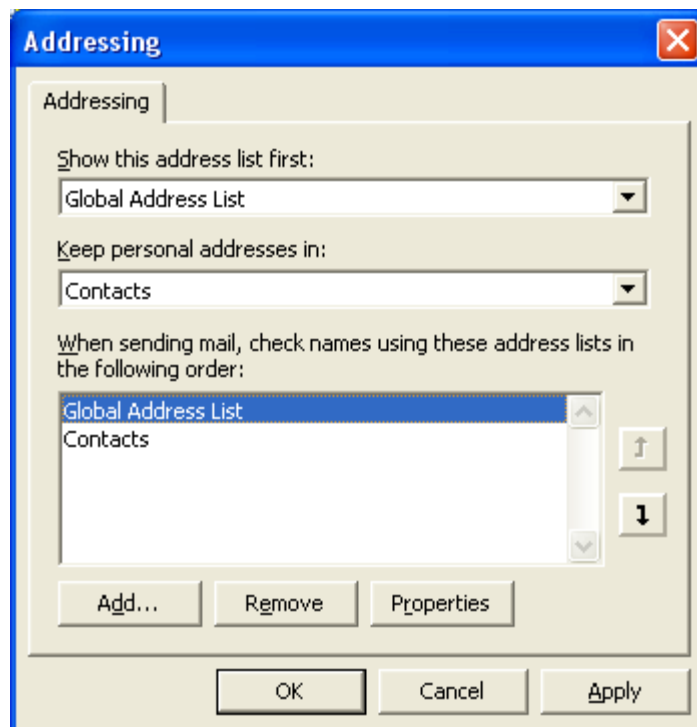 Addressing
Addressing
Show this address list first:
Global Address List
Keep personal addresses in:
Contacts
When sending mail, check names using these address lists in
the following order:
Global Address List
Contacts
Add...
Remove
Properties
OK
Cancel
Apply